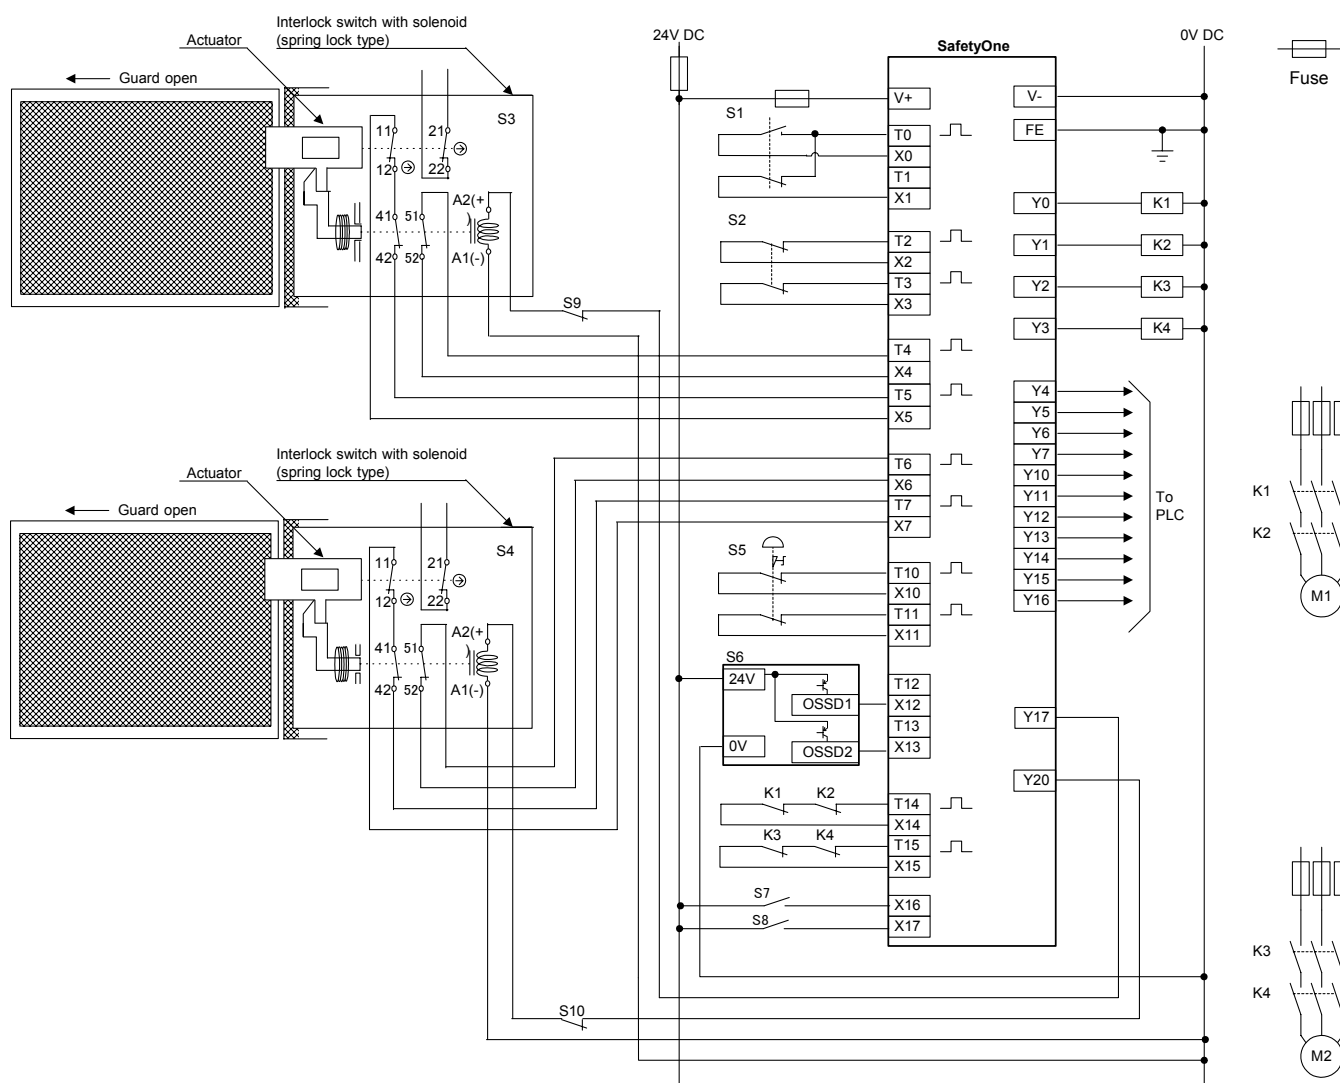 Interlock switch with solenoid
(spring lock type)
Actuator
Guard open
S3
11
21
12
22
A2(+
)
41
51
42
52
A1(-)
S9
Interlock switch with solenoid
(spring lock type)
Actuator
Guard open
S4
11
21
12
22
A2(+
)
41
51
42
52
A1(-)
S10
24V DC
SafetyOne
0V DC
Fuse
S1
S2
S5
S6
24V
OSSD1
0V
OSSD2
K1
K2
K3
K4
S7
S8
V+
T0
X0
T1
X1
T2
X2
T3
X3
T4
X4
T5
X5
T6
X6
T7
X7
T10
X10
T11
X11
T12
X12
T13
X13
T14
X14
T15
X15
X16
X17
V-
FE
Y0
K1
Y1
K2
Y2
K3
Y3
K4
Y4
Y5
Y6
Y7
Y10
Y11
Y12
Y13
Y14
Y15
Y16
To
PLC
Y17
Y20
K1
K2
M1
K3
K4
M2